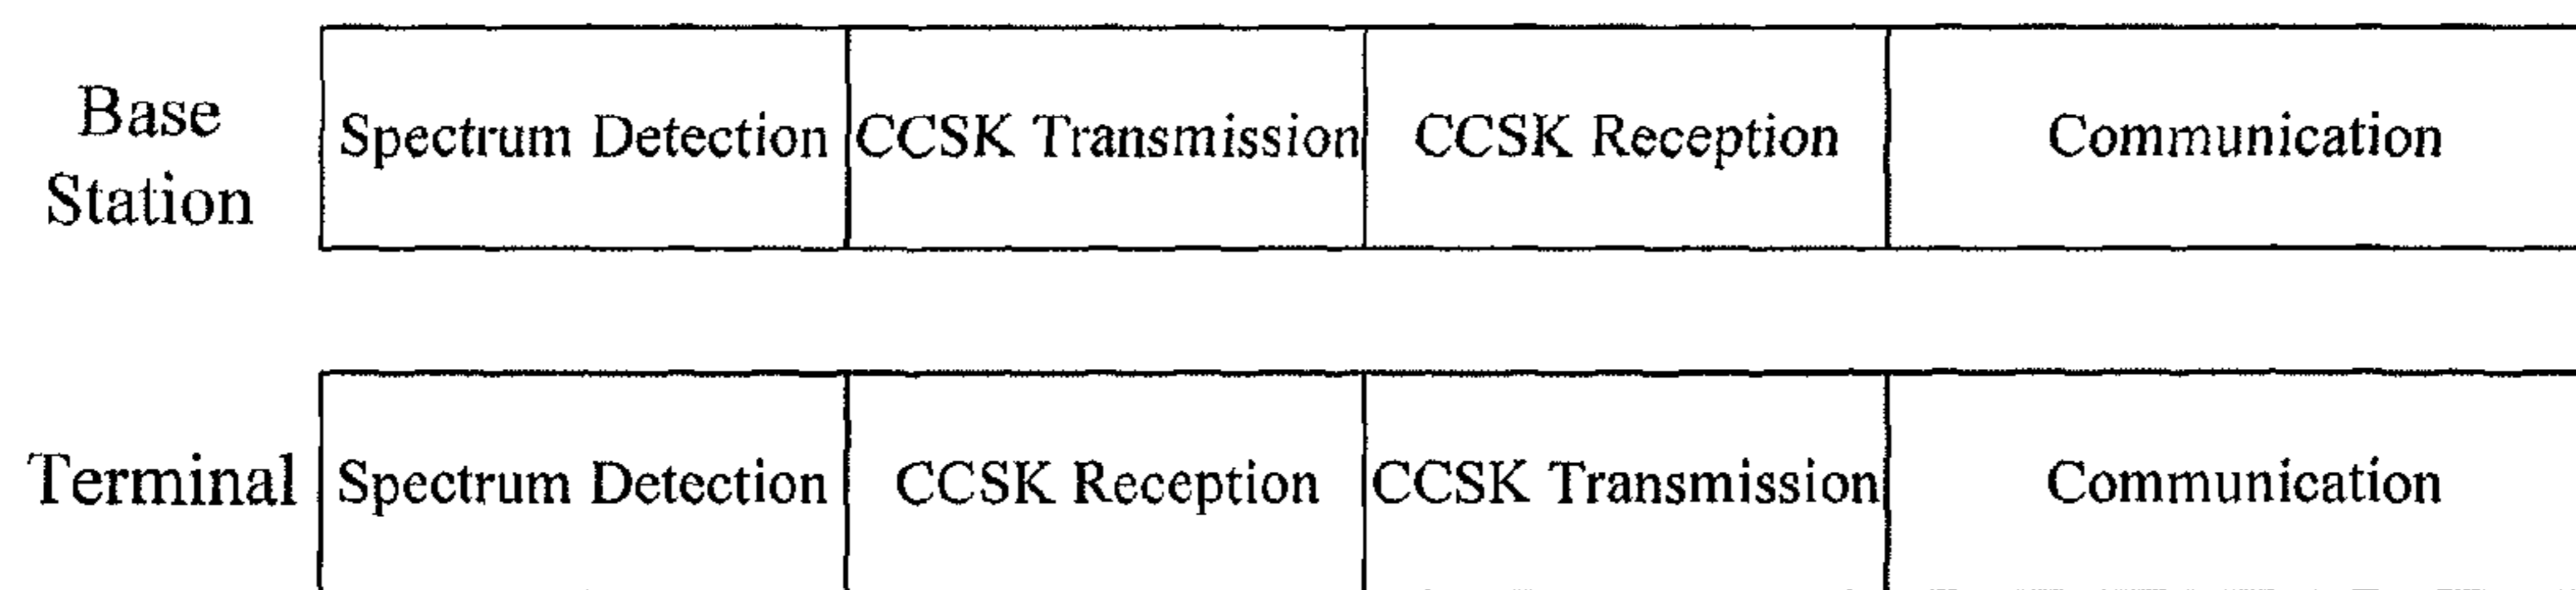 Base
Station
Spectrum Detection
CCSK Transmission
CCSK Reception
Communication
Terminal
Spectrum Detection
CCSK Reception
CCSK Transmission
Communication